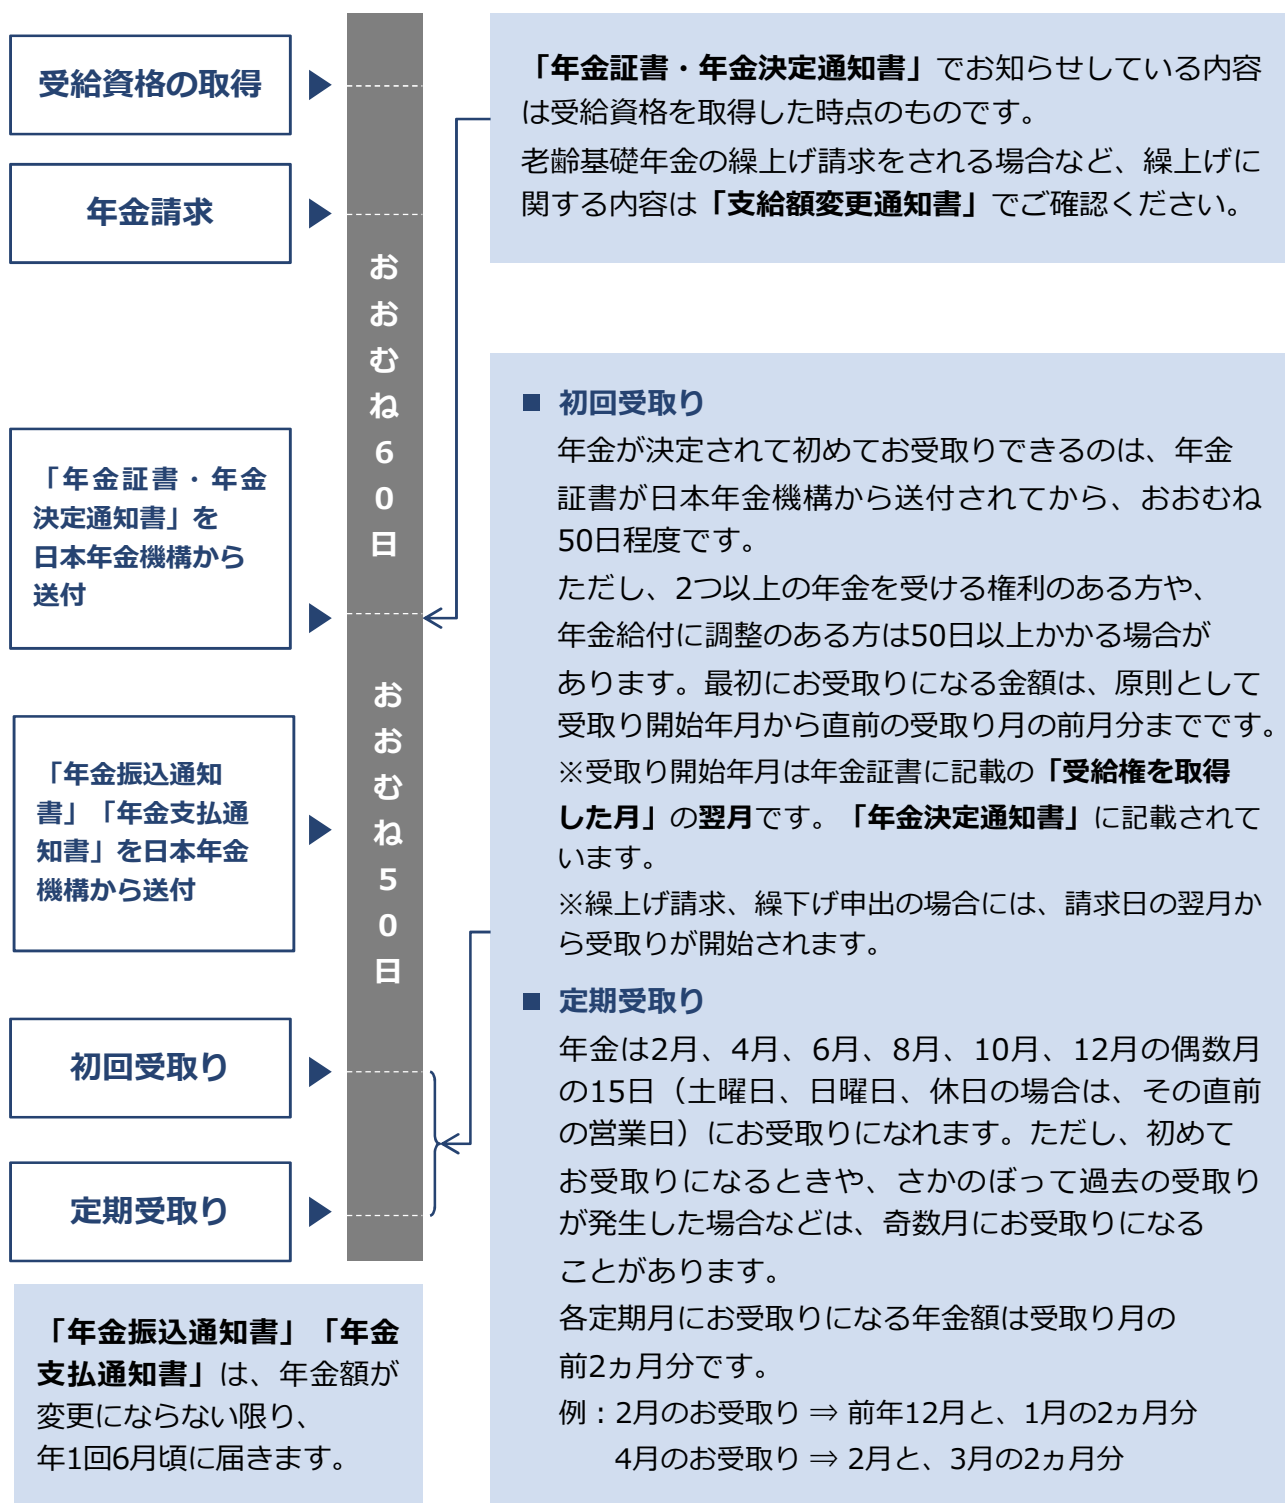 受給資格の取得
年金請求
「年金証書・年金
決定通知書」を
日本年金機構から
送付
「年金振込通知
書」「年金支払通
知書」を日本年金
機構から送付
初回受取り
定期受取り
おおむね60日
おおむね50日
「年金証書・年金決定通知書」でお知らせしている内容
は受給資格を取得した時点のものです。
老齢基礎年金の繰上げ請求をされる場合など、繰上げに
関する内容は「支給額変更通知書」でご確認ください。
■ 初回受取り
年金が決定されて初めてお受取りできるのは、年金
証書が日本年金機構から送付されてから、おおむね
50日程度です。
ただし、2つ以上の年金を受ける権利のある方や、
年金給付に調整のある方は50日以上かかる場合が
あります。最初にお受取りになる金額は、原則として
受取り開始年月から直前の受取り月の前月分までです。
※受取り開始年月は年金証書に記載の「受給権を取得
した月」の翌月です。「年金決定通知書」に記載されて
います。
※繰上げ請求、繰下げ申出の場合には、請求日の翌月か
ら受取りが開始されます。
■ 定期受取り
年金は2月、4月、6月、8月、10月、12月の偶数月
の15日（土曜日、日曜日、休日の場合は、その直前
の営業日）にお受取りになれます。ただし、初めて
お受取りになるときや、さかのぼって過去の受取り
が発生した場合などは、奇数月にお受取りになる
ことがあります。
各定期月にお受取りになる年金額は受取り月の
前2ヵ月分です。
例：2月のお受取り ⇒ 前年12月と、1月の2ヵ月分
4月のお受取り ⇒ 2月と、3月の2ヵ月分
「年金振込通知書」「年金
支払通知書」は、年金額が
変更にならない限り、
年1回6月頃に届きます。